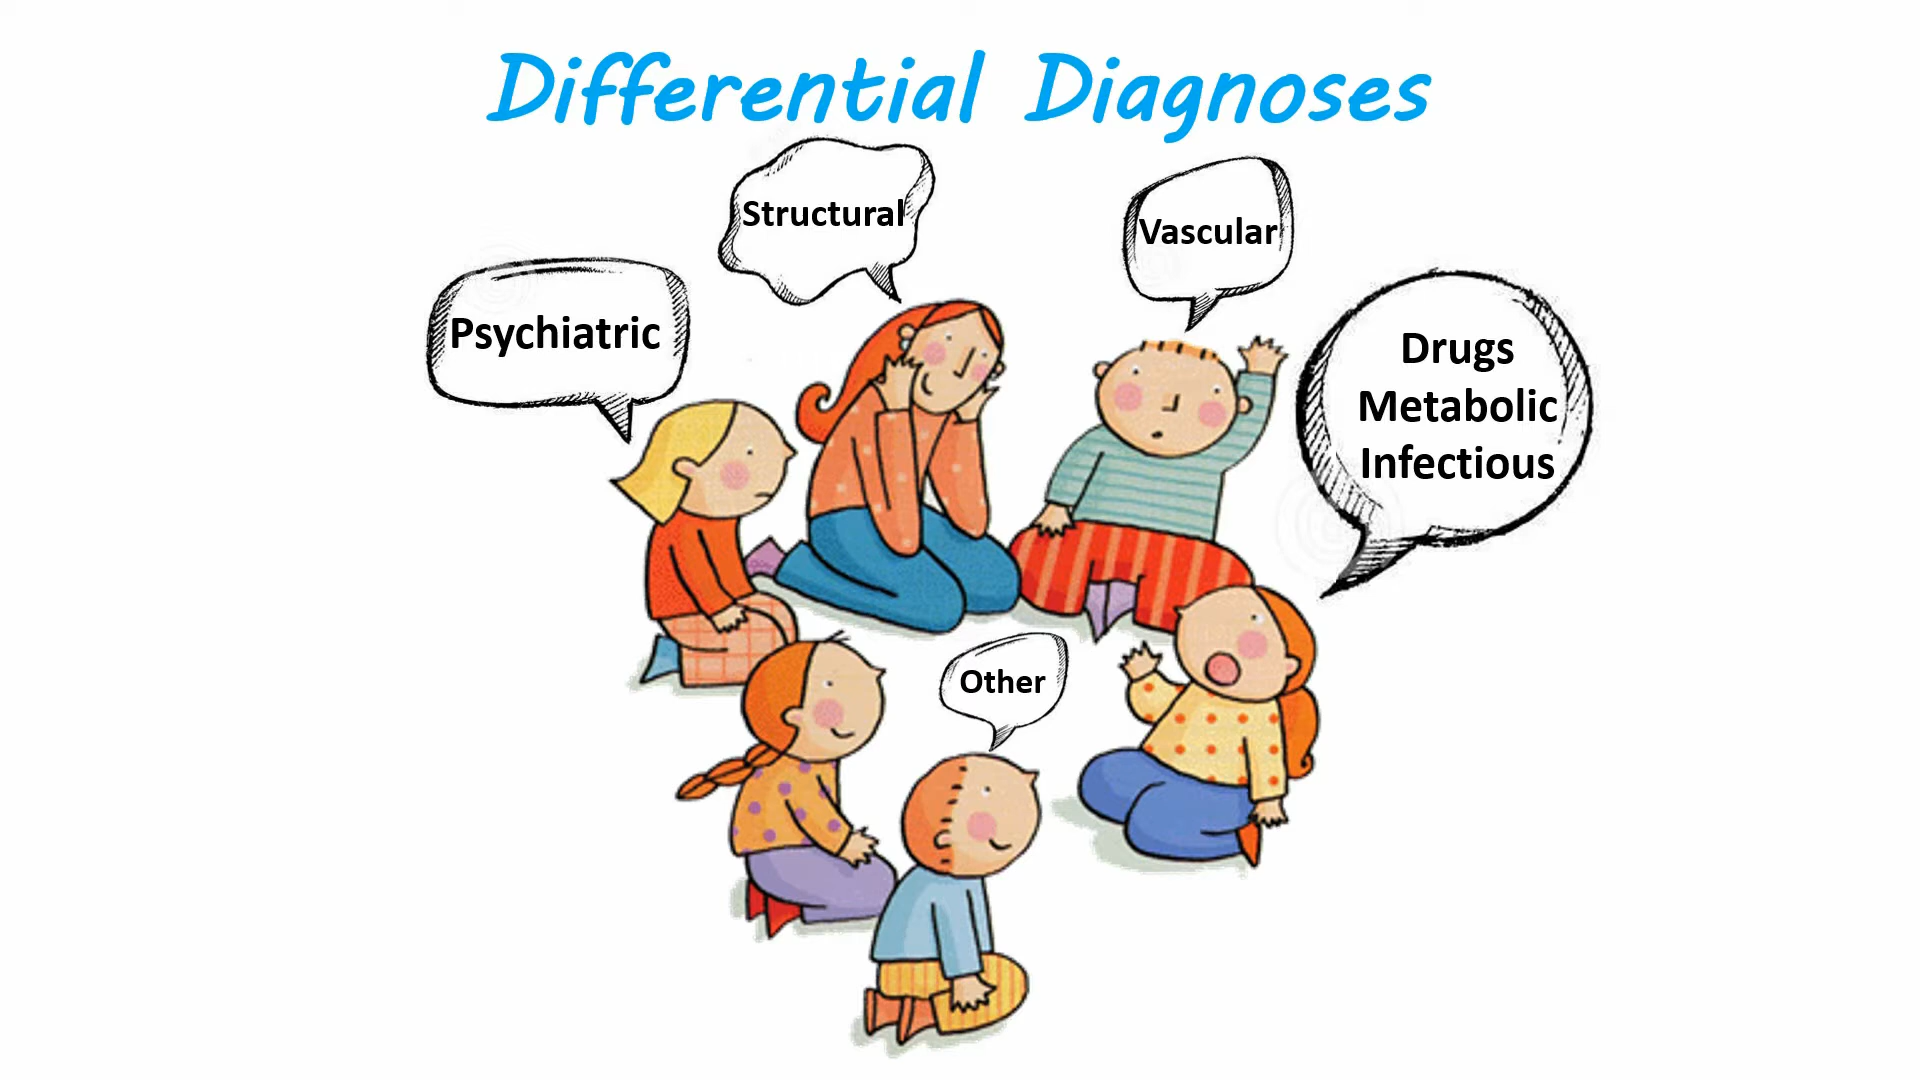 Differential Diagnoses
Structural
Vascular
Psychiatric
Drugs
Metabolic
Infectious
Other